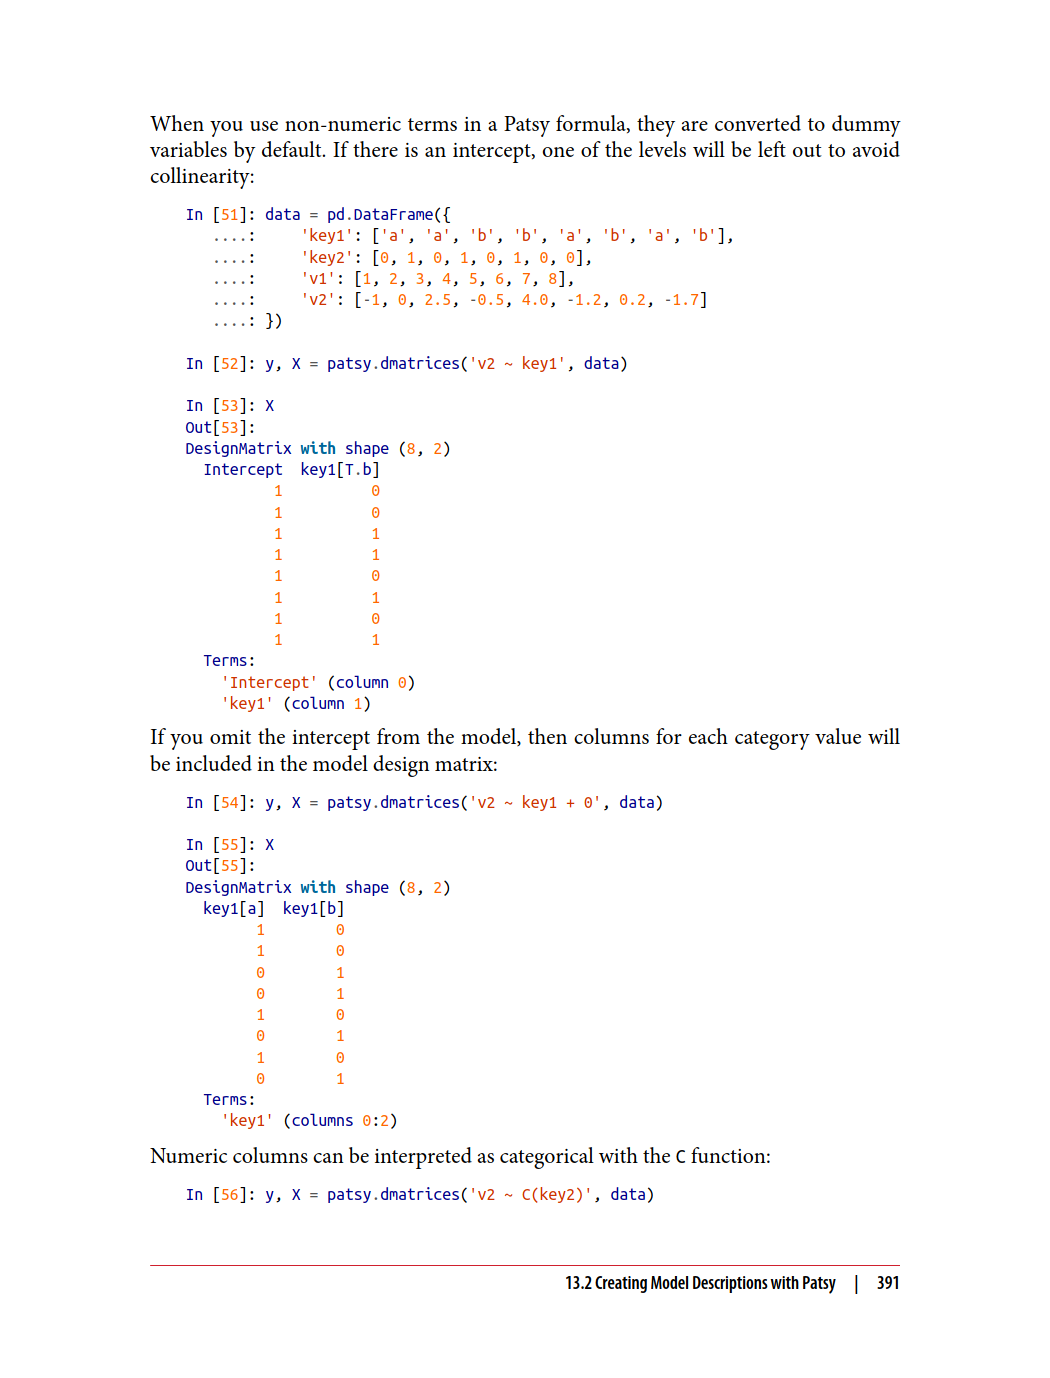 When you use non-numeric terms in a Patsy formula, they are converted to dummy
variables by default. If there is an intercept, one of the levels will be left out to avoid
collinearity:
In [51]: data = pd.DataFrame({
   ....:     'key1': ['a', 'a', 'b', 'b', 'a', 'b', 'a', 'b'],
   ....:     'key2': [0, 1, 0, 1, 0, 1, 0, 0],
   ....:     'v1': [1, 2, 3, 4, 5, 6, 7, 8],
   ....:     'v2': [-1, 0, 2.5, -0.5, 4.0, -1.2, 0.2, -1.7]
   ....: })
In [52]: y, X = patsy.dmatrices('v2 ~ key1', data)
In [53]: X
Out[53]:
DesignMatrix with shape (8, 2)
  Intercept  key1[T.b]
          1          0
          1          0
          1          1
          1          1
          1          0
          1          1
          1          0
          1          1
  Terms:
    'Intercept' (column 0)
    'key1' (column 1)
If you omit the intercept from the model, then columns for each category value will
be included in the model design matrix:
In [54]: y, X = patsy.dmatrices('v2 ~ key1 + 0', data)
In [55]: X
Out[55]:
DesignMatrix with shape (8, 2)
  key1[a]  key1[b]
        1        0
        1        0
        0        1
        0        1
        1        0
        0        1
        1        0
        0        1
  Terms:
    'key1' (columns 0:2)
Numeric columns can be interpreted as categorical with the C function:
In [56]: y, X = patsy.dmatrices('v2 ~ C(key2)', data)
13.2 Creating Model Descriptions with Patsy | 391